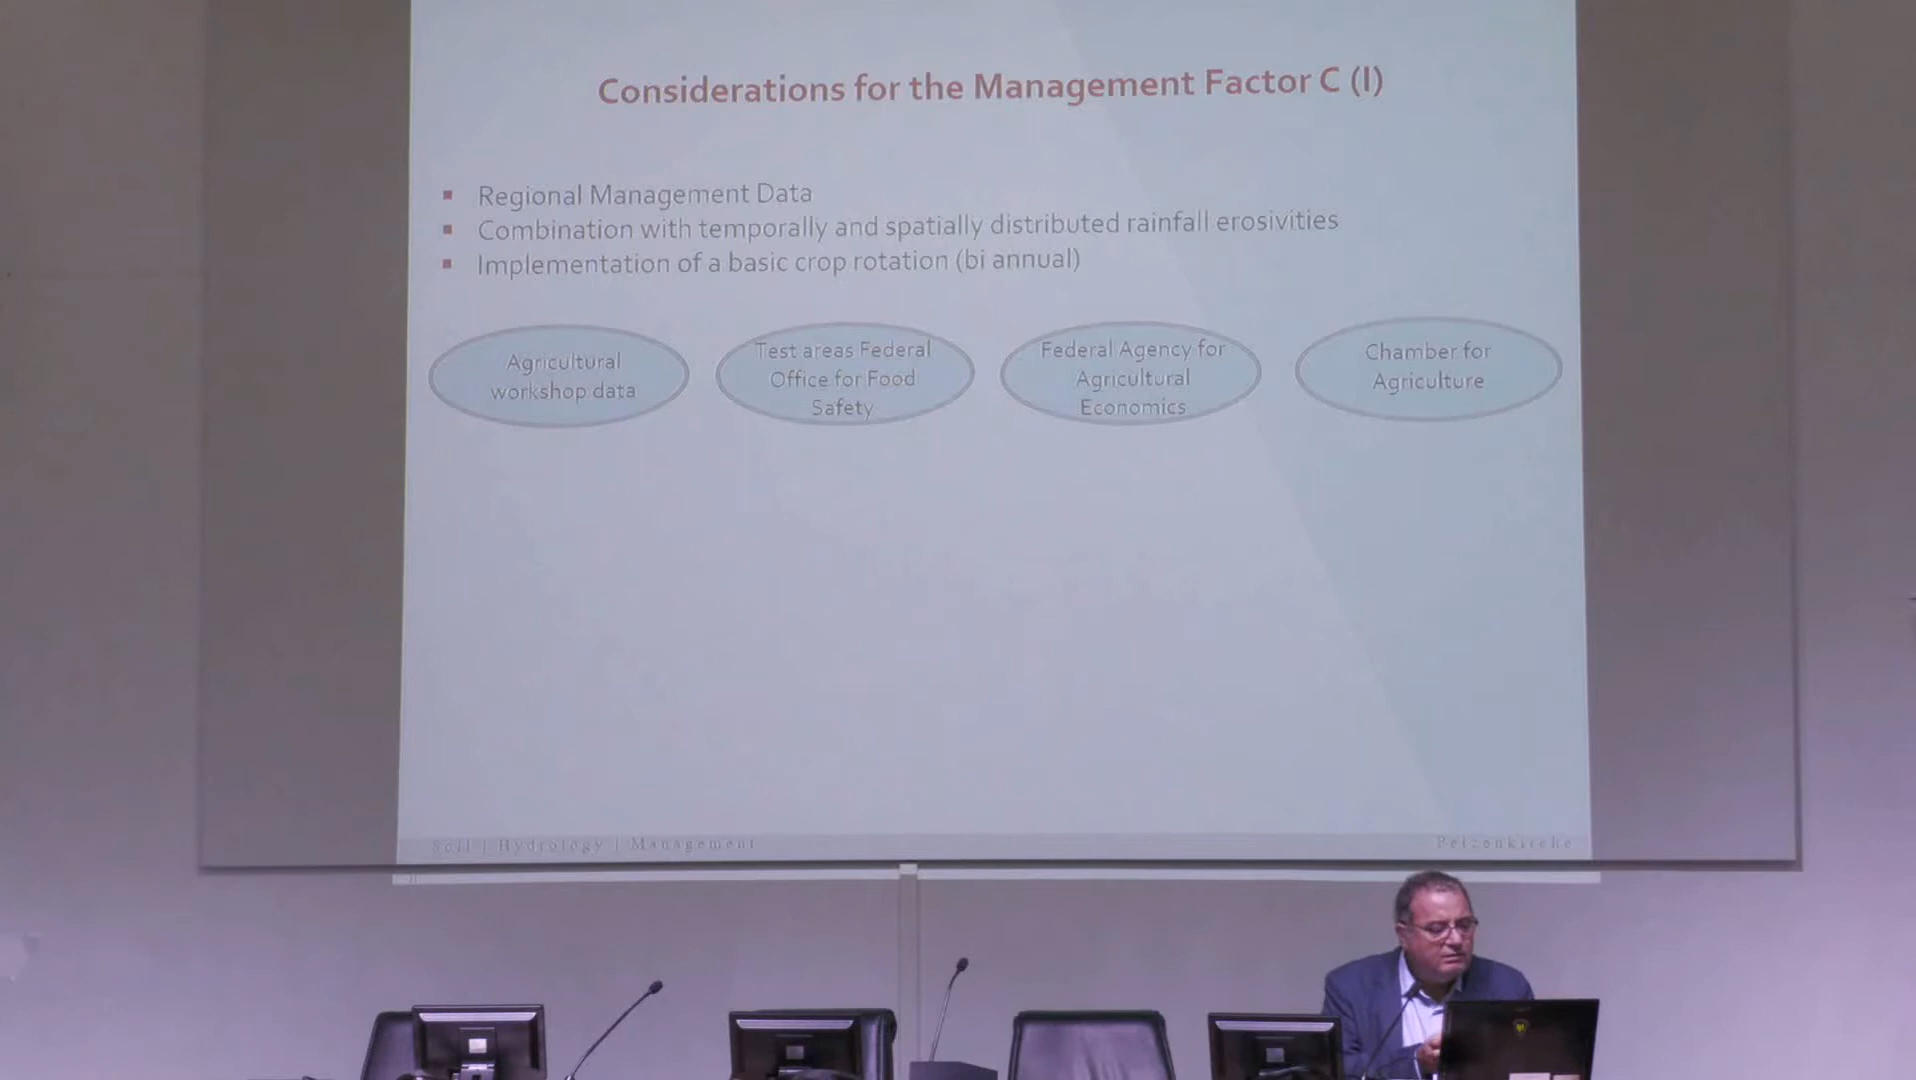 Considerations for the Management Factor C (I)
Regional Management Data
Combination with temporally and spatially distributed rainfall erosivities
Implementation of a basic crop rotation (bi annual)
Agricultural
workshop data
Test areas Federal
Office for Food
Safety
Federal Agency for
Agricultural
Economics
Chamber for
Agriculture
Soil | Hydrology | Management
Petzenkirche